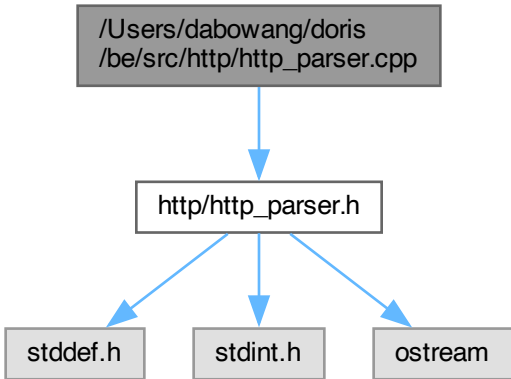 /Users/dabowang/doris
/be/src/http/http_parser.cpp
http/http_parser.h
stddef.h
stdint.h
ostream